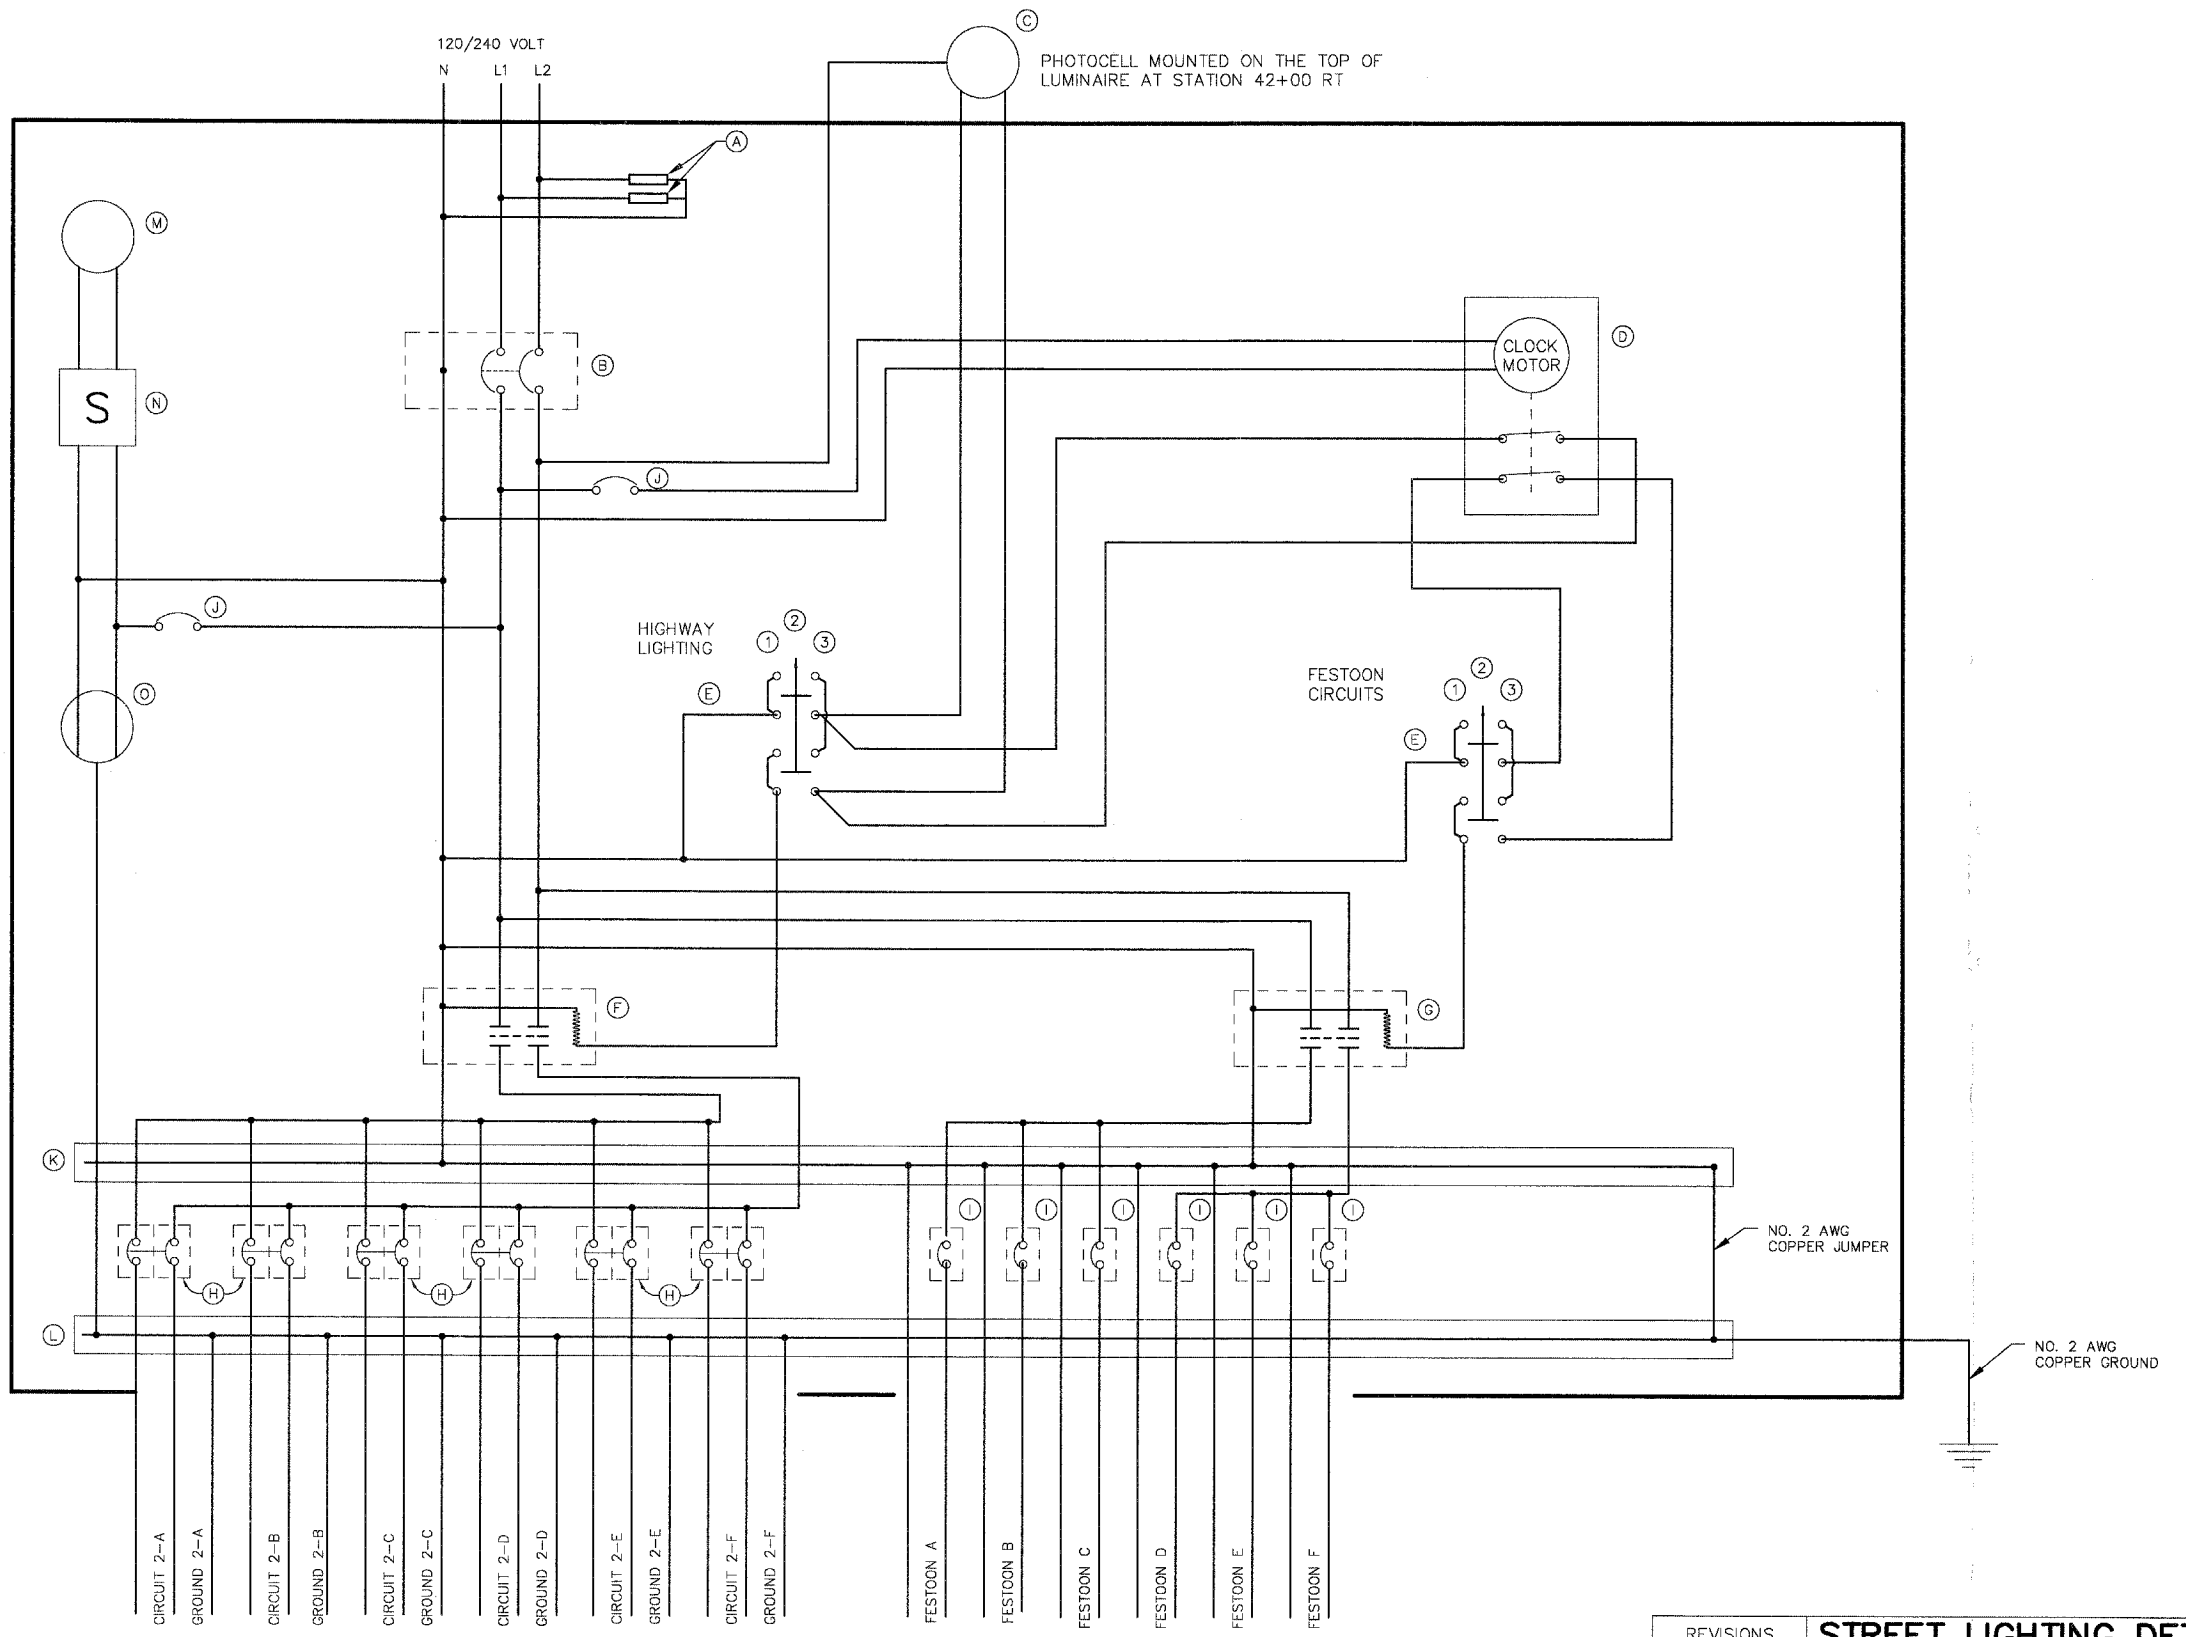 120/240 VOLT
N L1 L2
C
PHOTOCELL MOUNTED ON THE TOP OF
LUMINAIRE AT STATION 42+00 RT
A
M
B
D
CLOCK
MOTOR
S
N
J
J
O
HIGHWAY
LIGHTING
1 2 3
E
FESTOON
CIRCUITS
1 2 3
E
F
G
K
I I I I I I
H H H
NO. 2 AWG
COPPER JUMPER
L
NO. 2 AWG
COPPER GROUND
CIRCUIT 2-A
GROUND 2-A
CIRCUIT 2-B
GROUND 2-B
CIRCUIT 2-C
GROUND 2-C
CIRCUIT 2-D
GROUND 2-D
CIRCUIT 2-E
GROUND 2-E
CIRCUIT 2-F
GROUND 2-F
FESTOON A
FESTOON B
FESTOON C
FESTOON D
FESTOON E
FESTOON F
REVISIONS
STREET LIGHTING